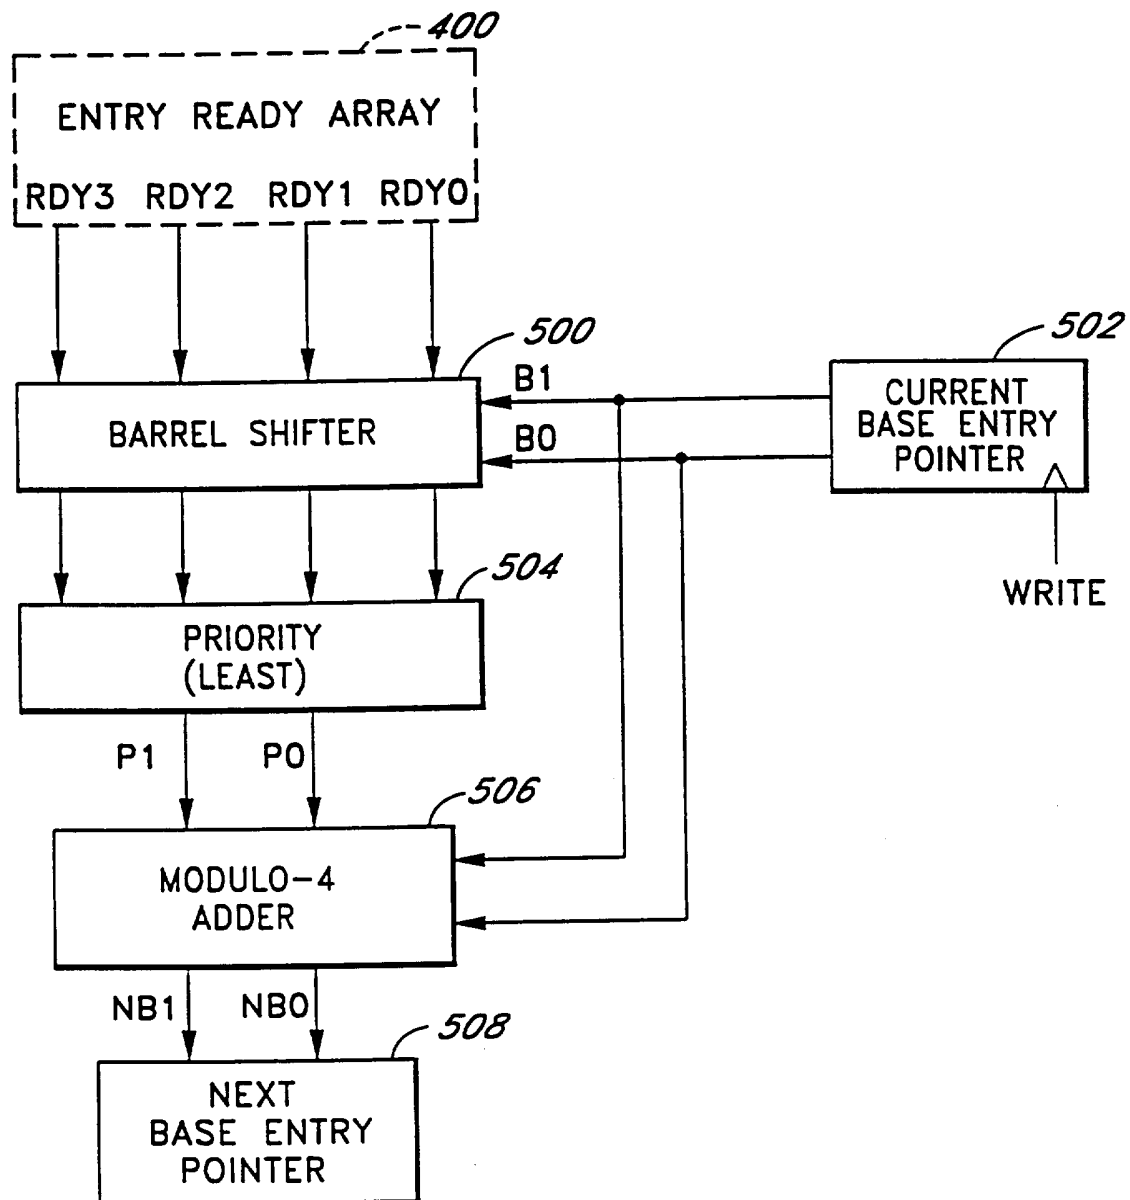 400
ENTRY READY ARRAY
RDY3 RDY2 RDY1 RDY0
500
502
B1
B0
BARREL SHIFTER
CURRENT
BASE ENTRY
POINTER
WRITE
504
PRIORITY
(LEAST)
P1 P0
506
MODULO-4
ADDER
NB1 NB0
508
NEXT
BASE ENTRY
POINTER